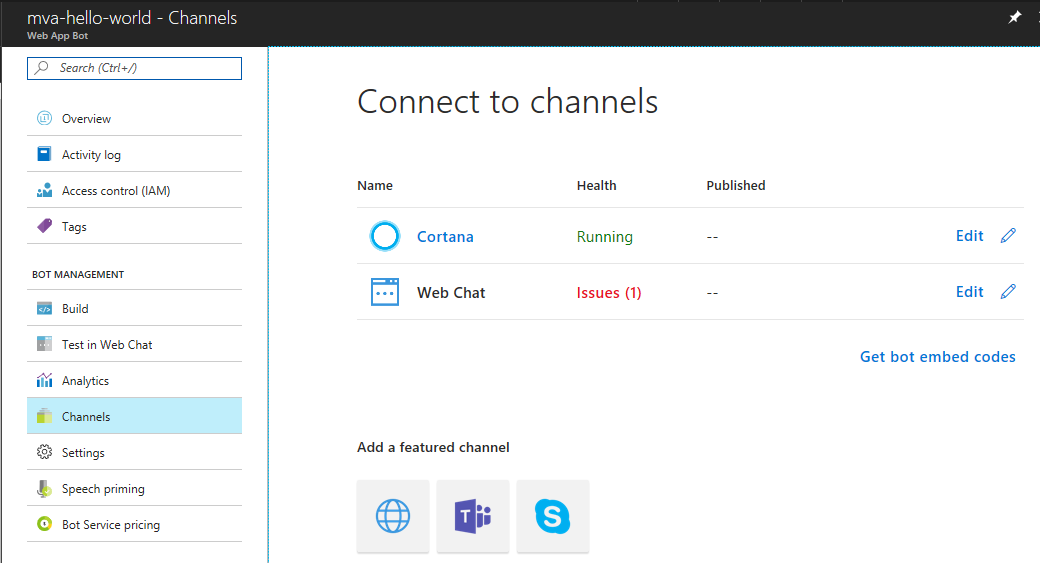 mva-hello-world - Channels
Web App Bot
Search (Ctrl+/)
Overview
Activity log
Access control (IAM)
Tags
BOT MANAGEMENT
Build
Test in Web Chat
Analytics
Channels
Settings
Speech priming
Bot Service pricing
Connect to channels
Name Health Published
Cortana Running -- Edit
Web Chat Issues (1) -- Edit
Get bot embed codes
Add a featured channel